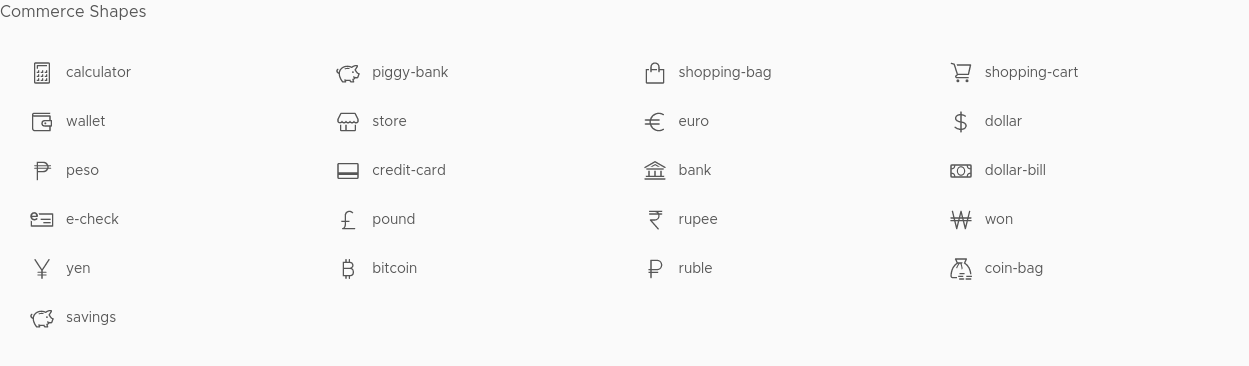 Commerce Shapes
calculator piggy-bank shopping-bag shopping-cart
wallet store euro dollar
peso credit-card bank dollar-bill
e-check pound rupee won
yen bitcoin ruble coin-bag
savings